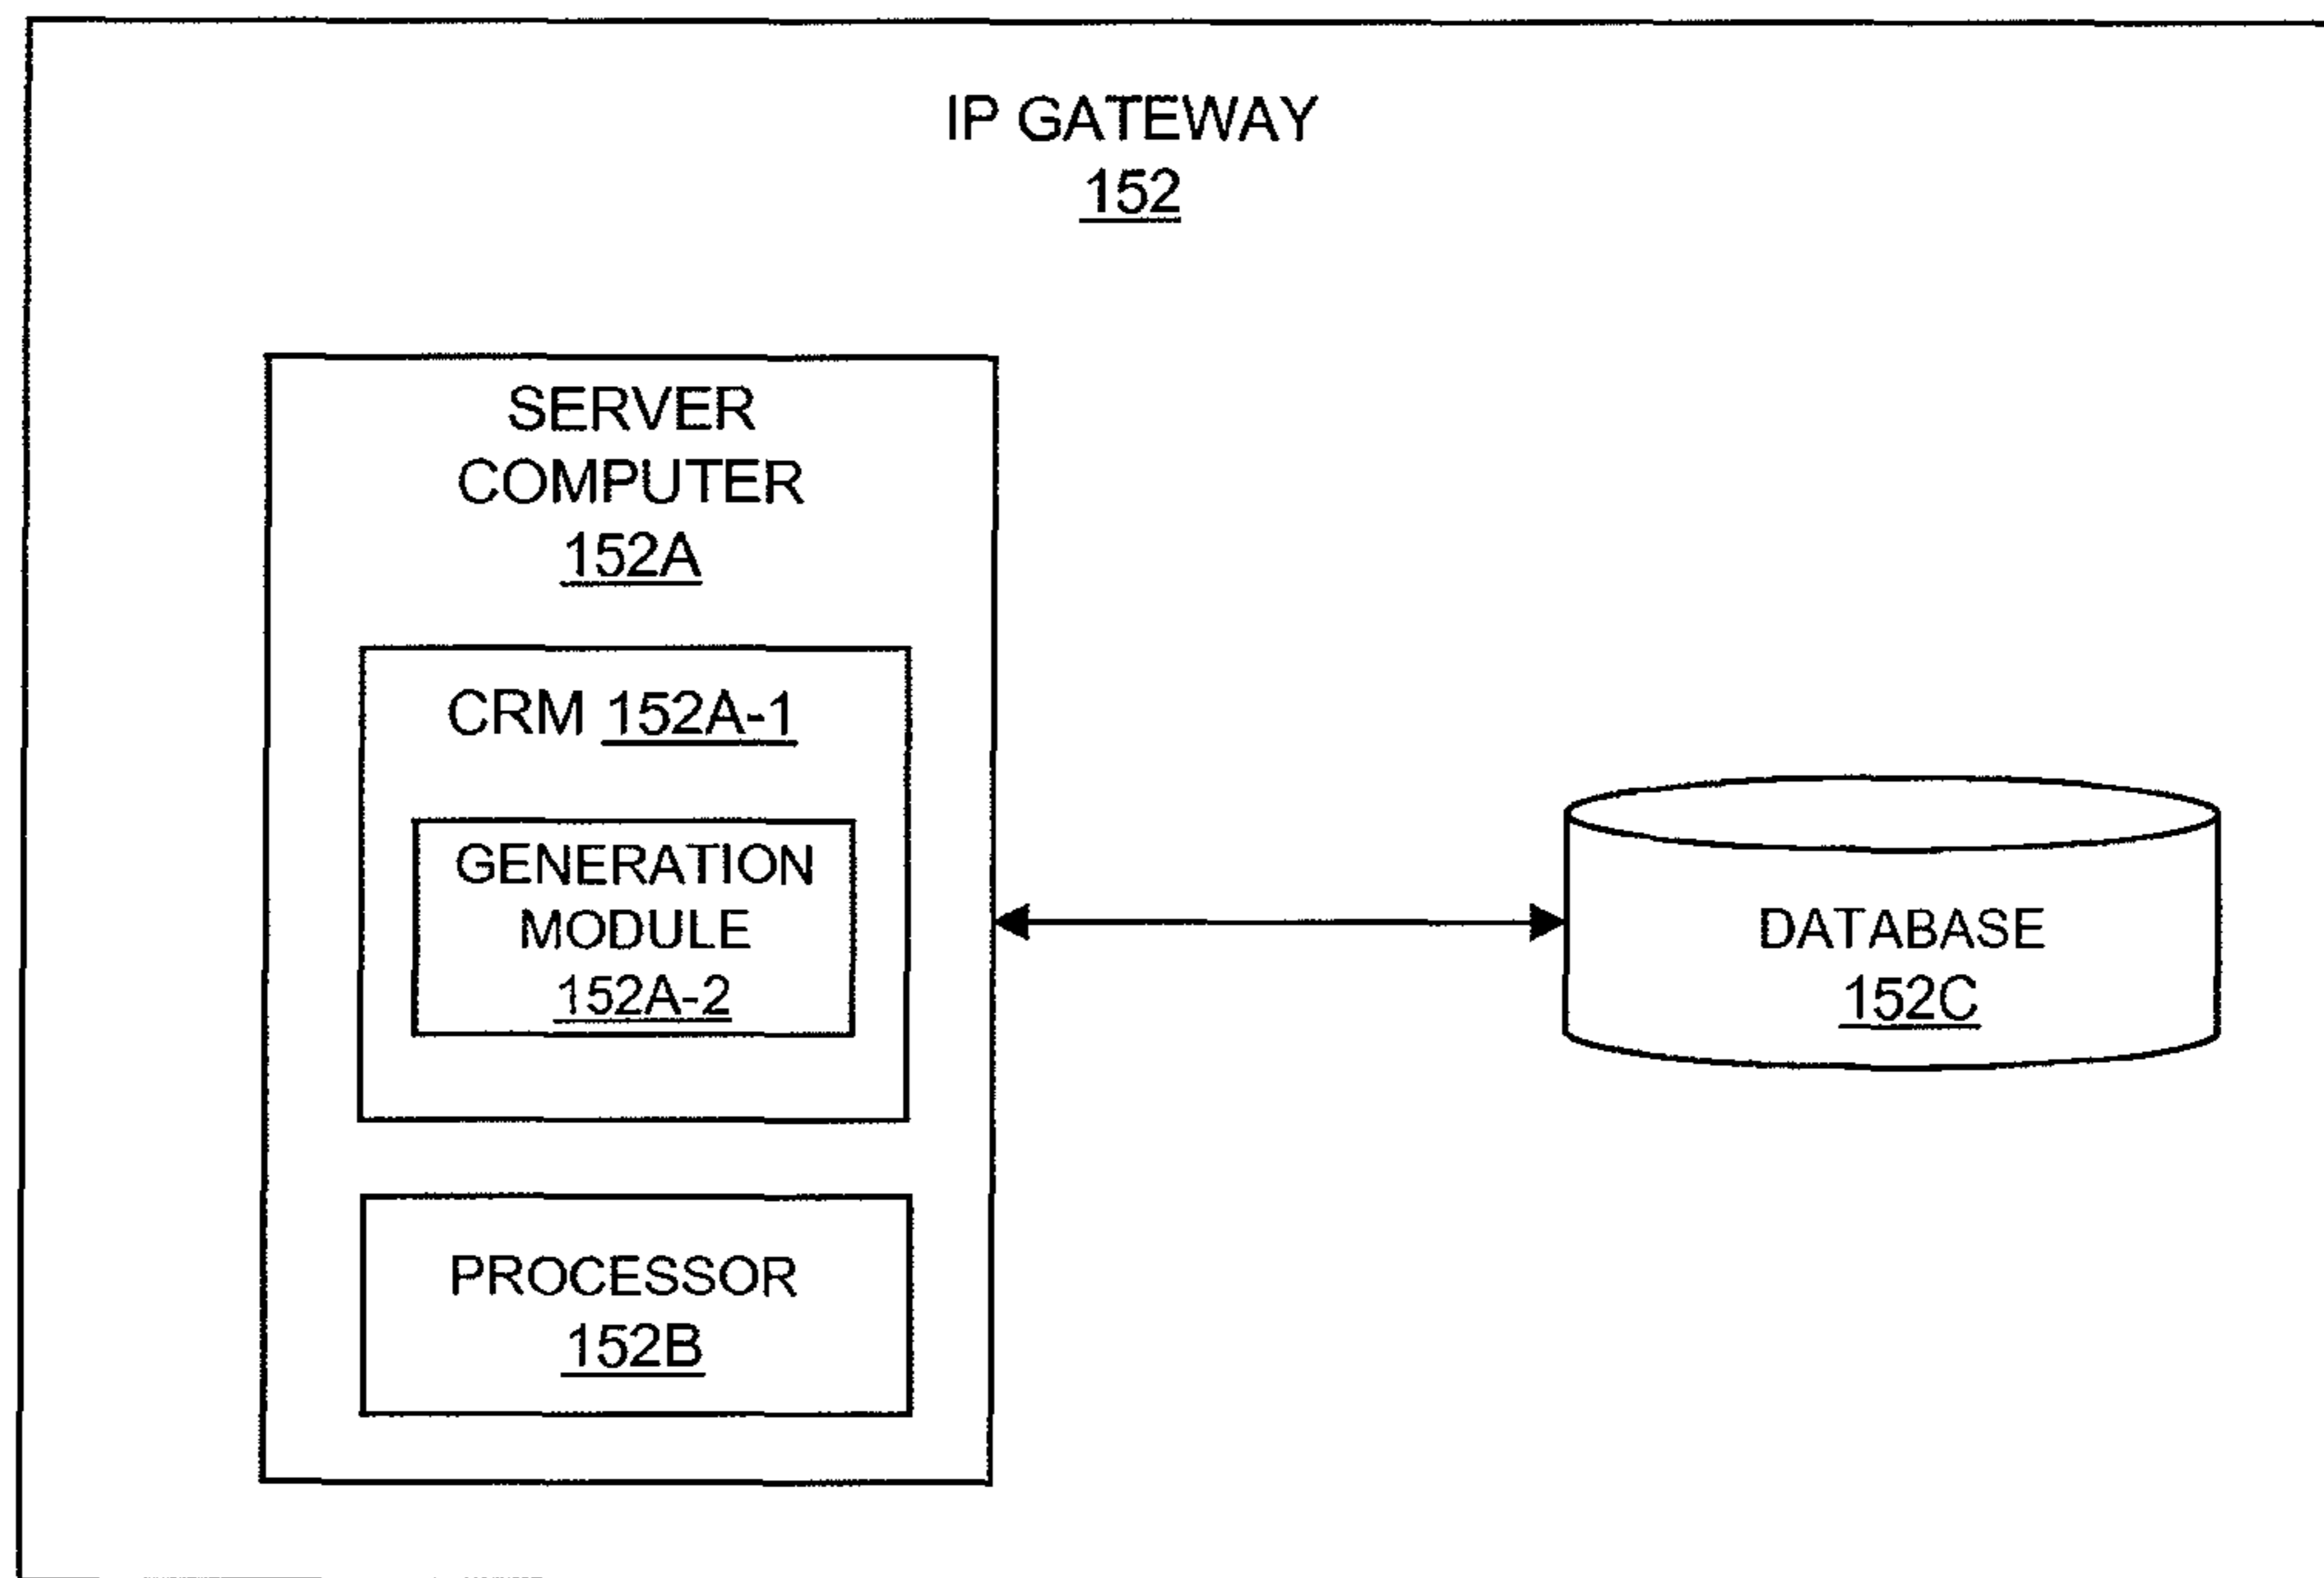 IP GATEWAY
152
SERVER
COMPUTER
152A
CRM 152A-1
GENERATION
MODULE
152A-2
PROCESSOR
152B
DATABASE
152C